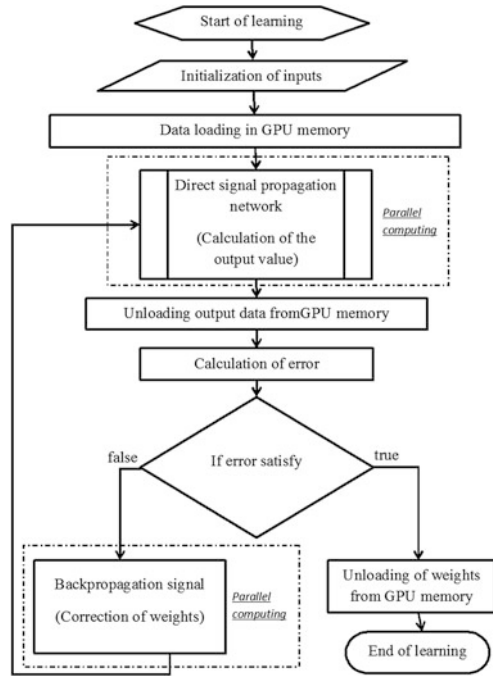 Start of learning
Initialization of inputs
Data loading in GPU memory
Direct signal propagation
network
(Calculation of the
output value)
Parallel
computing
Unloading output data fromGPU memory
Calculation of error
If error satisfy
false
true
Backpropagation signal
(Correction of weights)
Parallel
computing
Unloading of weights
from GPU memory
End of learning